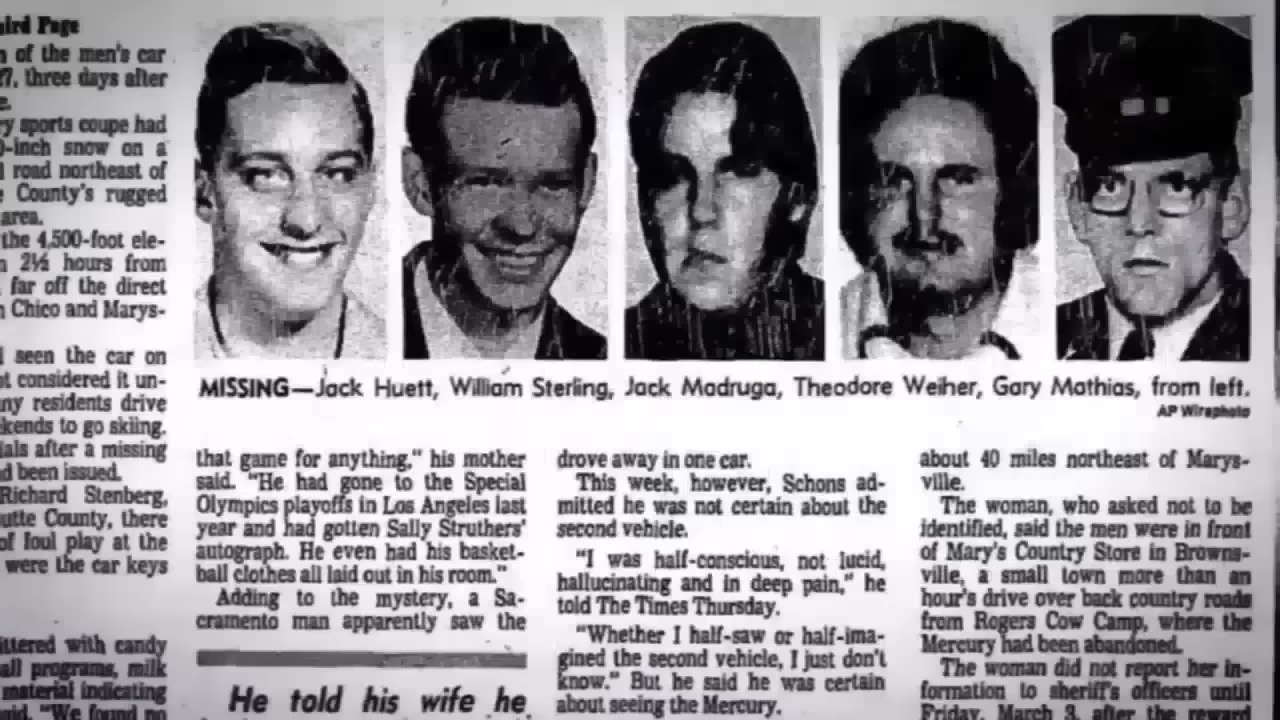 ird Page
of the men's car
27, three days after
e.
ry sports coupe had
-inch snow on a
road northeast of
County's rugged
area.
the 4,500-foot ele-
2½ hours from
far off the direct
Chico and Marys-
seen the car on
t considered it un-
ny residents drive
kends to go skiing.
ials after a missing
d been issued.
Richard Stenberg,
utte County, there
of foul play at the
were the car keys
ittered with candy
all programs, milk
material indicating
aid. "We found no
MISSING—Jack Huett, William Sterling, Jack Madruga, Theodore Weiher, Gary Mathias, from left.
AP Wirephoto
that game for anything," his mother
said. "He had gone to the Special
Olympics playoffs in Los Angeles last
year and had gotten Sally Struthers'
autograph. He even had his basket-
ball clothes all laid out in his room."
Adding to the mystery, a Sa-
cramento man apparently saw the
He told his wife he
drove away in one car.
This week, however, Schons ad-
mitted he was not certain about the
second vehicle.
"I was half-conscious, not lucid,
hallucinating and in deep pain," he
told The Times Thursday.
"Whether I half-saw or half-ima-
gined the second vehicle, I just don't
know." But he said he was certain
about seeing the Mercury.
about 40 miles northeast of Marys-
ville.
The woman, who asked not to be
identified, said the men were in front
of Mary's Country Store in Browns-
ville, a small town more than an
hour's drive over back country roads
from Rogers Cow Camp, where the
Mercury had been abandoned.
The woman did not report her in-
formation to sheriff's officers until
Friday, March 3, after the reward